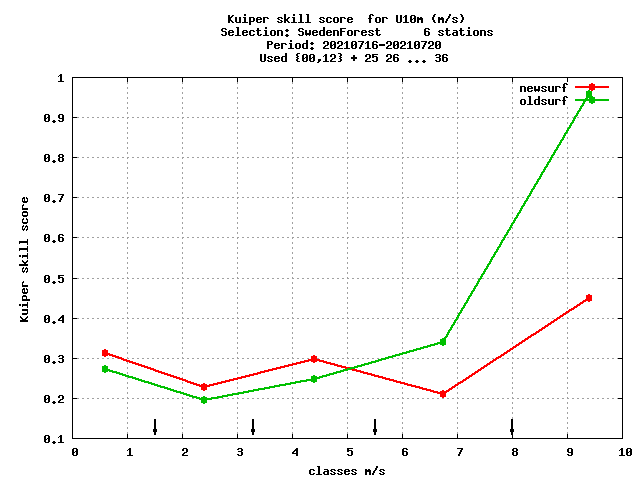 Kuiper skill score  for U10m (m/s)
Selection: SwedenForest      6 stations
Period: 20210716-20210720
Used {00,12} + 25 26 ... 36
newsurf
oldsurf
1
0.9
0.8
0.7
0.6
0.5
0.4
0.3
0.2
0.1
Kuiper skill score
0 1 2 3 4 5 6 7 8 9 10
classes m/s